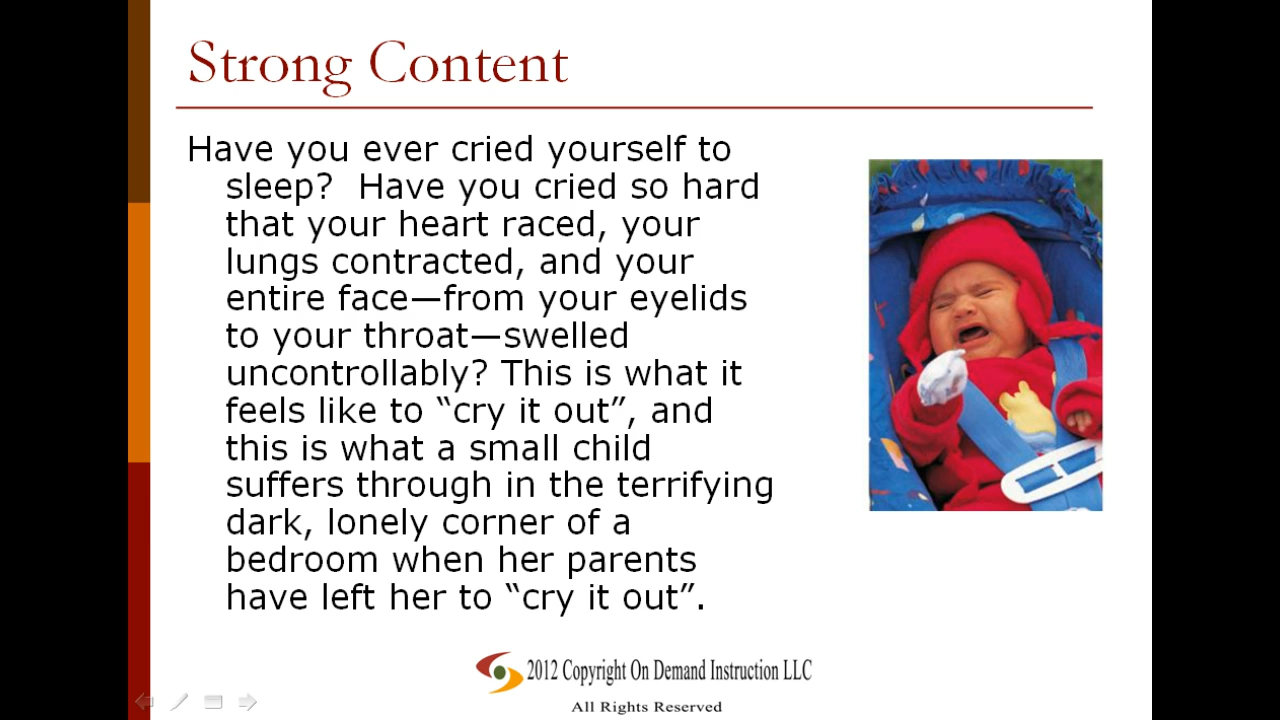 Strong Content
Have you ever cried yourself to
sleep?  Have you cried so hard
that your heart raced, your
lungs contracted, and your
entire face—from your eyelids
to your throat—swelled
uncontrollably? This is what it
feels like to “cry it out”, and
this is what a small child
suffers through in the terrifying
dark, lonely corner of a
bedroom when her parents
have left her to “cry it out”.
2012 Copyright On Demand Instruction LLC
All Rights Reserved